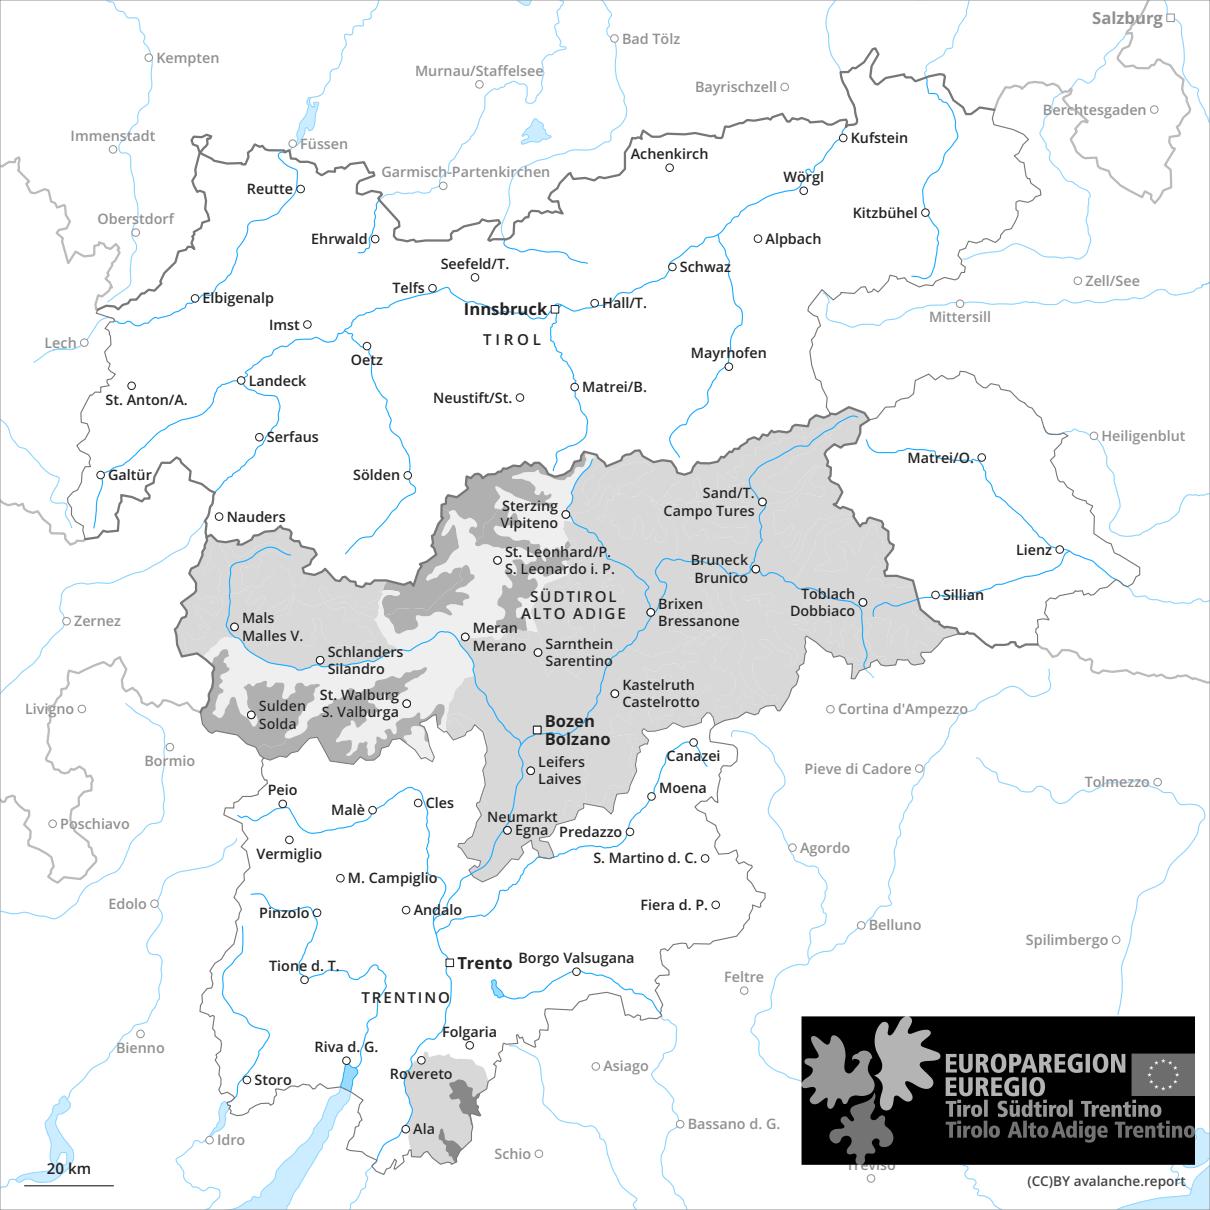 Salzburg
Bad Tölz
Kempten
Murnau/Staffelsee
Bayrischzell
Berchtesgaden
Immenstadt
Füssen
Kufstein
Achenkirch
Garmisch-Partenkirchen
Wörgl
Reutte
Oberstdorf
Kitzbühel
Ehrwald
Alpbach
Seefeld/T.
Schwaz
Zell/See
Telfs
Elbigenalp
Hall/T.
Innsbruck
Mittersill
Imst
TIROL
Lech
Oetz
Mayrhofen
Landeck
Matrei/B.
St. Anton/A.
Neustift/St.
Serfaus
Heiligenblut
Matrei/O.
Galtür
Sölden
Sand/T.
Campo Tures
Sterzing
Vipiteno
Nauders
St. Leonhard/P.
S. Leonardo i. P.
Lienz
Bruneck
Brunico
SÜDTIROL
ALTO ADIGE
Toblach
Dobbiaco
Sillian
Brixen
Bressanone
Mals
Malles V.
Zernez
Meran
Merano
Sarnthein
Sarentino
Schlanders
Silandro
Kastelruth
Castelrotto
St. Walburg
S. Valburga
Sulden
Solda
Livigno
Cortina d'Ampezzo
Bozen
Bolzano
Bormio
Canazei
Leifers
Laives
Pieve di Cadore
Tolmezzo
Peio
Moena
Malè
Cles
Neumarkt
Egna
Poschiavo
Predazzo
Vermiglio
S. Martino d. C.
Agordo
M. Campiglio
Edolo
Pinzolo
Andalo
Fiera d. P.
Belluno
Spilimbergo
Trento
Borgo Valsugana
Tione d. T.
Feltre
TRENTINO
Folgaria
Bienno
Riva d. G.
Asiago
Rovereto
Storo
EUROPAREGION
EUREGIO
Tirol Südtirol Trentino
Tirolo Alto Adige Trentino
Ala
Bassano d. G.
Idro
Schio
Treviso
20 km
(CC)BY avalanche.report